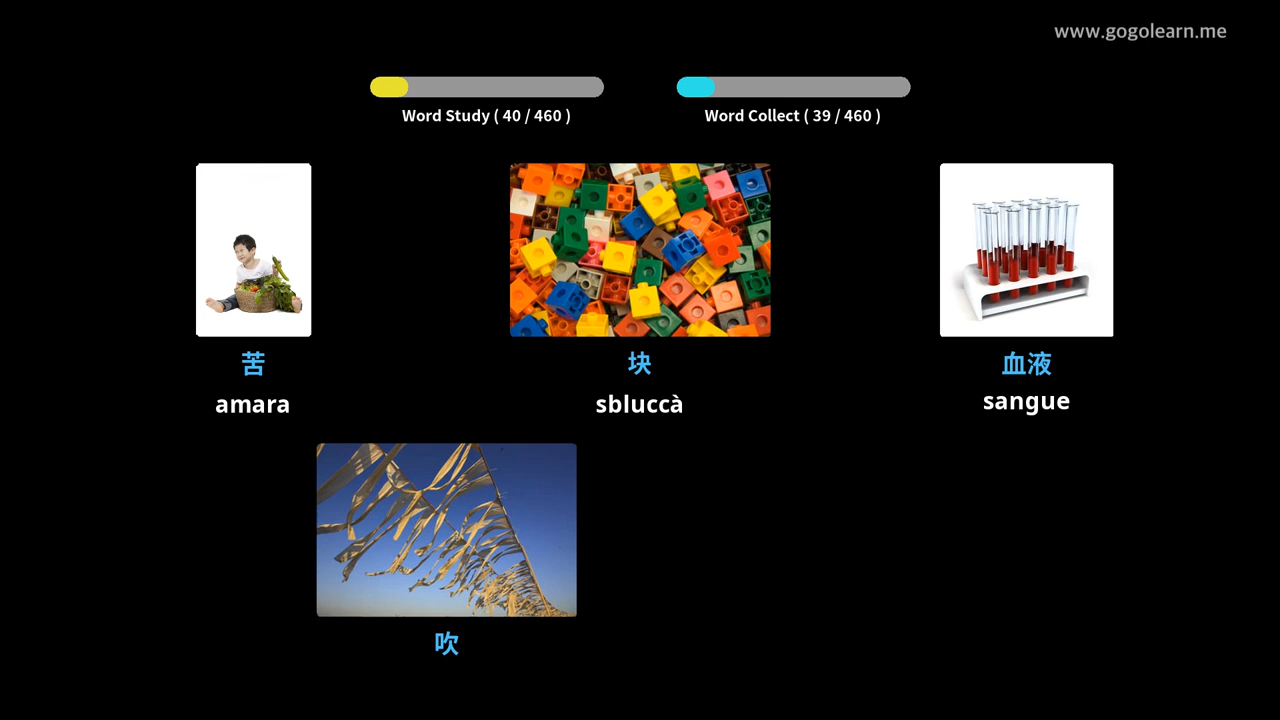 www.gogolearn.me
Word Study ( 40 / 460 )
Word Collect ( 39 / 460 )
苦
块
血液
amara
sbluccà
sangue
吹